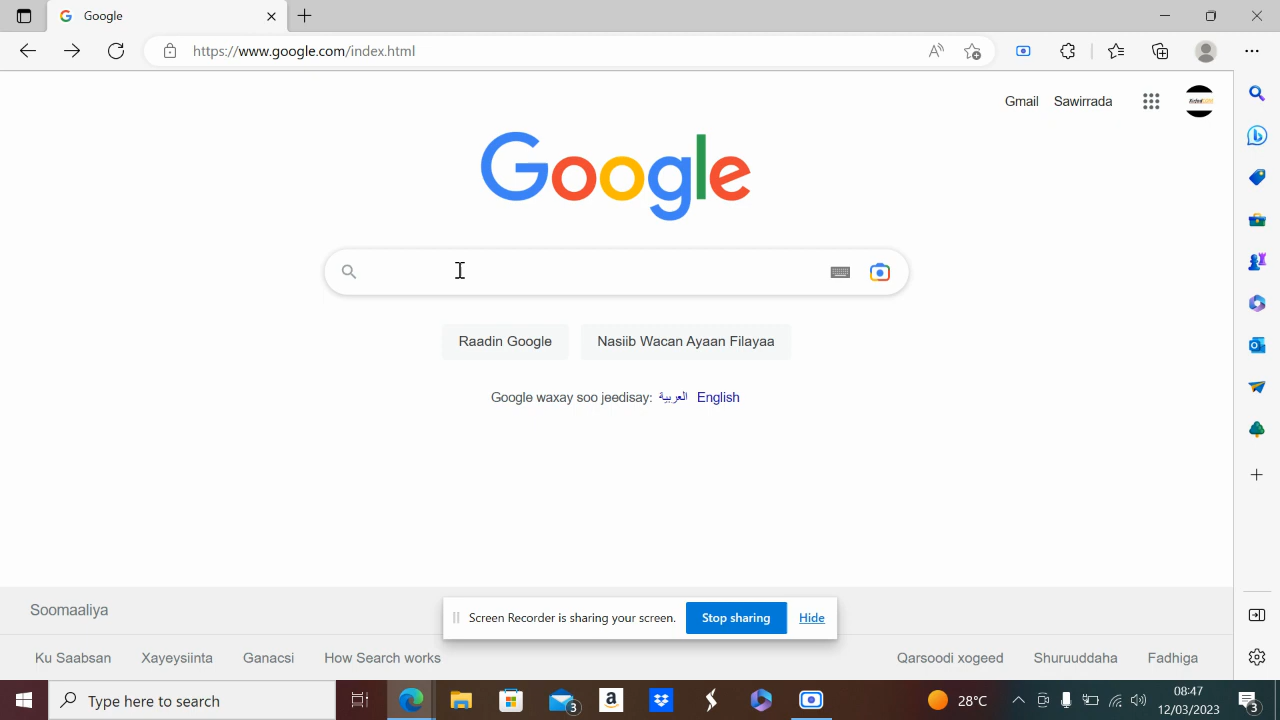 Google
https://www.google.com/index.html
Gmail Sawirrada
Google
Raadin Google
Nasiib Wacan Ayaan Filayaa
Google waxay soo jeedisay: العربية English
Soomaaliya
Screen Recorder is sharing your screen. Stop sharing Hide
Ku Saabsan Xayeysiinta Ganacsi How Search works Qarsoodi xogeed Shuruuddaha Fadhiga
Type here to search
3
28°C
08:47
12/03/2023
3